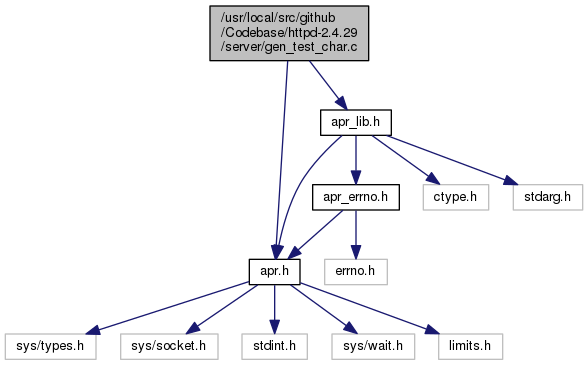 /usr/local/src/github
/Codebase/httpd-2.4.29
/server/gen_test_char.c
apr_lib.h
apr_errno.h
ctype.h
stdarg.h
apr.h
errno.h
sys/types.h
sys/socket.h
stdint.h
sys/wait.h
limits.h